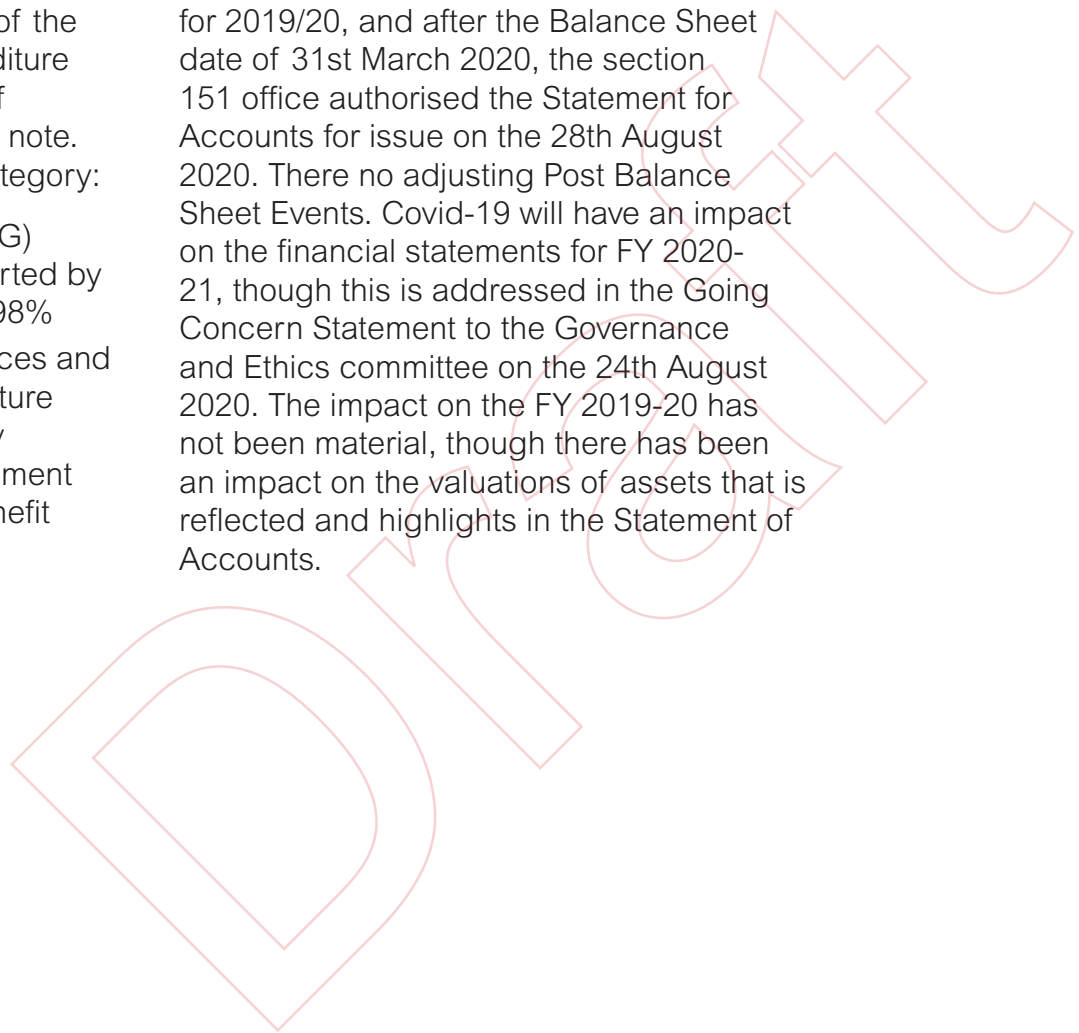 of the
diture
f
note.
tegory:
G)
rted by
98%
ces and
ture
y
ment
nefit
for 2019/20, and after the Balance Sheet
date of 31st March 2020, the section
151 office authorised the Statement for
Accounts for issue on the 28th August
2020. There no adjusting Post Balance
Sheet Events. Covid-19 will have an impact
on the financial statements for FY 2020-
21, though this is addressed in the Going
Concern Statement to the Governance
and Ethics committee on the 24th August
2020. The impact on the FY 2019-20 has
not been material, though there has been
an impact on the valuations of assets that is
reflected and highlights in the Statement of
Accounts.
Draft